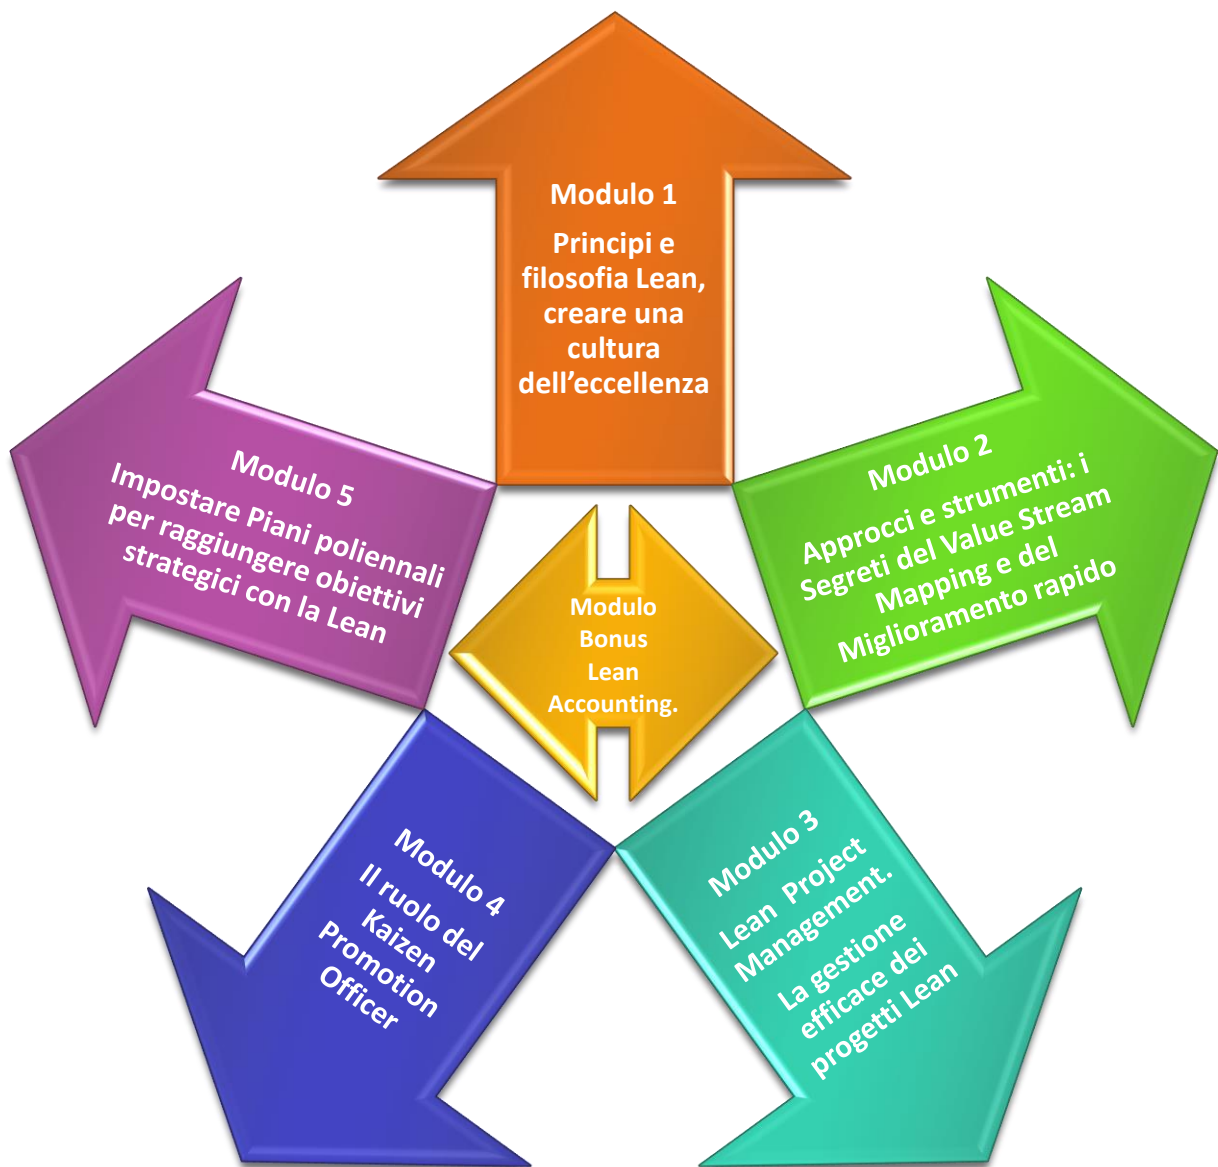 Modulo 1
Principi e
filosofia Lean,
creare una
cultura
dell'eccellenza
Modulo 2
Approcci e strumenti: i
Segreti del Value Stream
Mapping e del
Miglioramento rapido
Modulo 3
Lean  Project
Management.
La gestione
efficace dei
progetti Lean
Modulo 4
Il ruolo del
Kaizen
Promotion
Officer
Modulo 5
Impostare Piani poliennali
per raggiungere obiettivi
strategici con la Lean
Modulo
Bonus
Lean
Accounting.